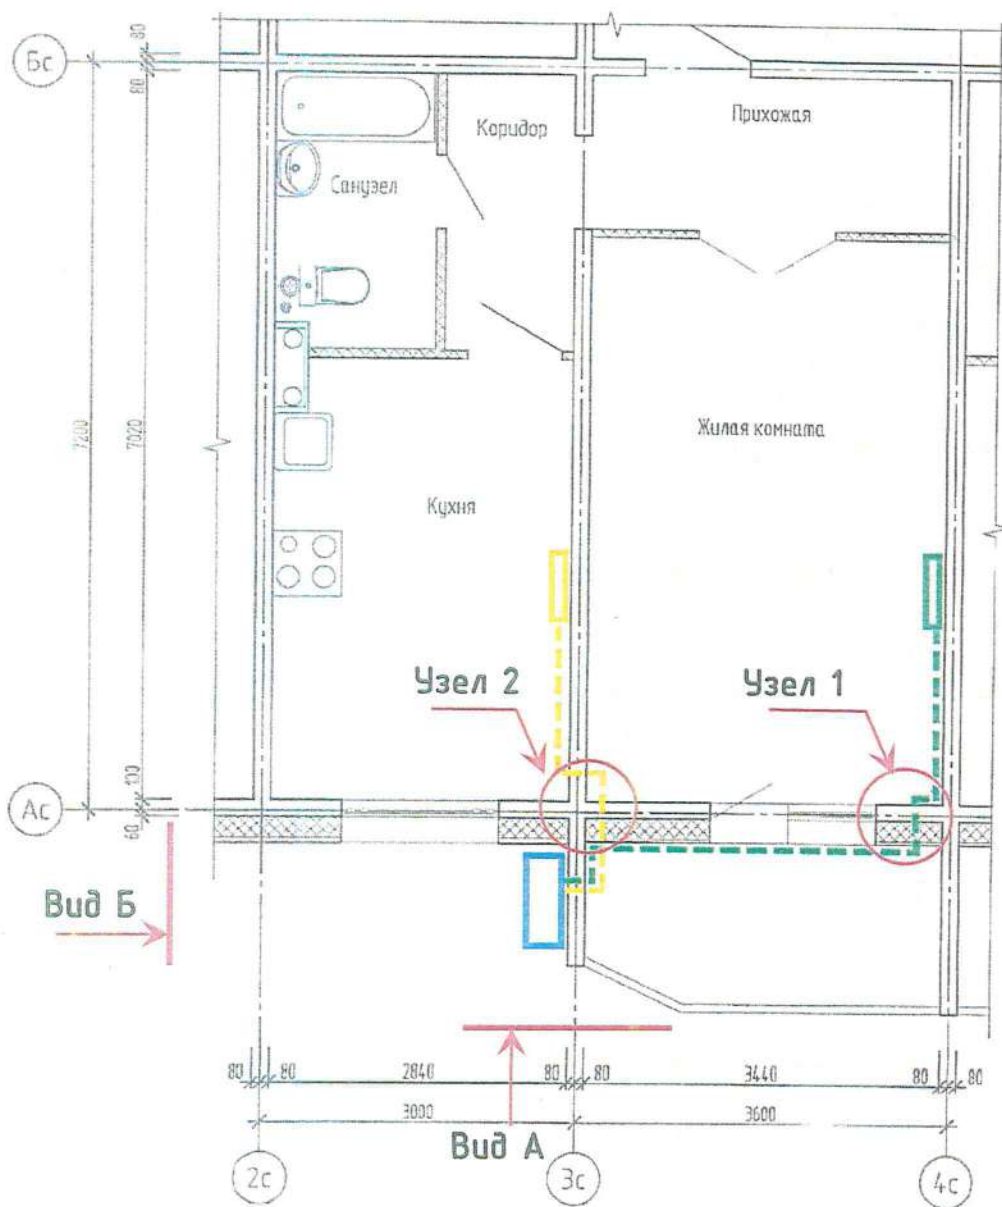 Бс
80
80
Коридор
Прихожая
Санузел
7200
7020
Жилая комната
Кухня
Узел 2
Узел 1
100
Ас
60
Вид Б
80
80
2840
80
80
3440
80
80
3000
3600
Вид А
2с
3с
4с